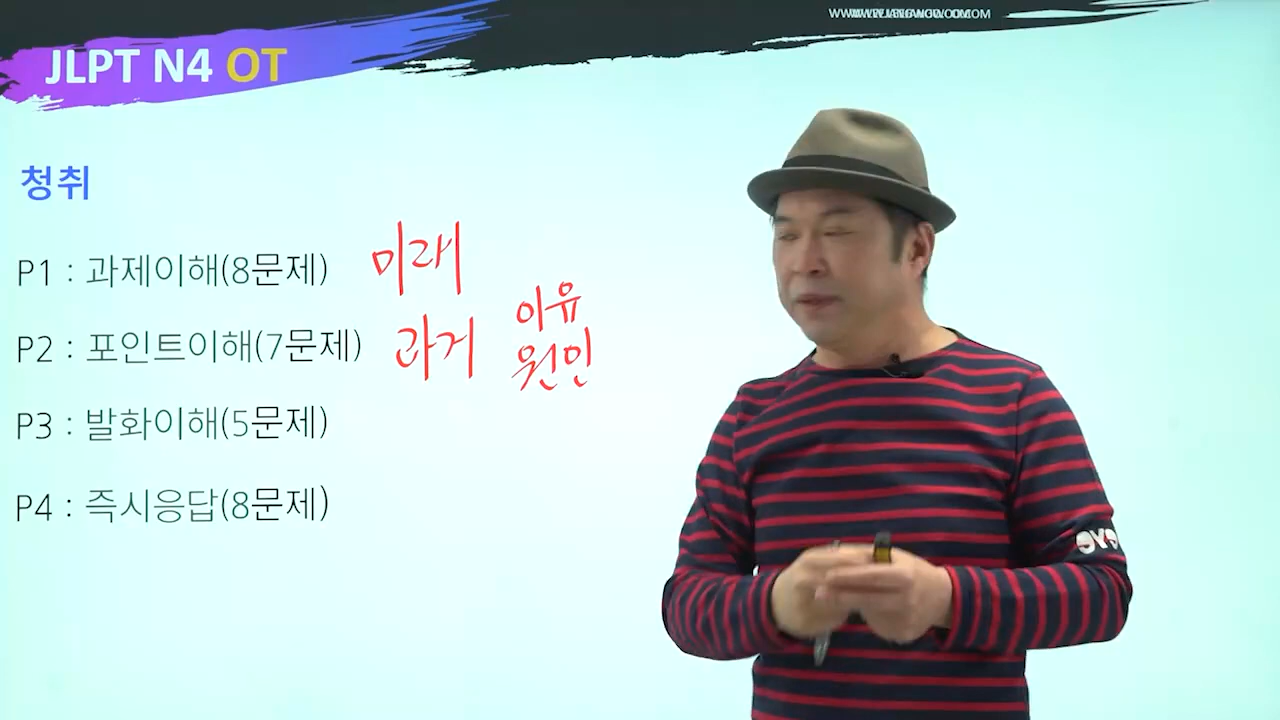 JLPT N4 OT
청취
P1 : 과제이해(8문제) 미래
P2 : 포인트이해(7문제) 과거
이유
원인
P3 : 발화이해(5문제)
P4 : 즉시응답(8문제)